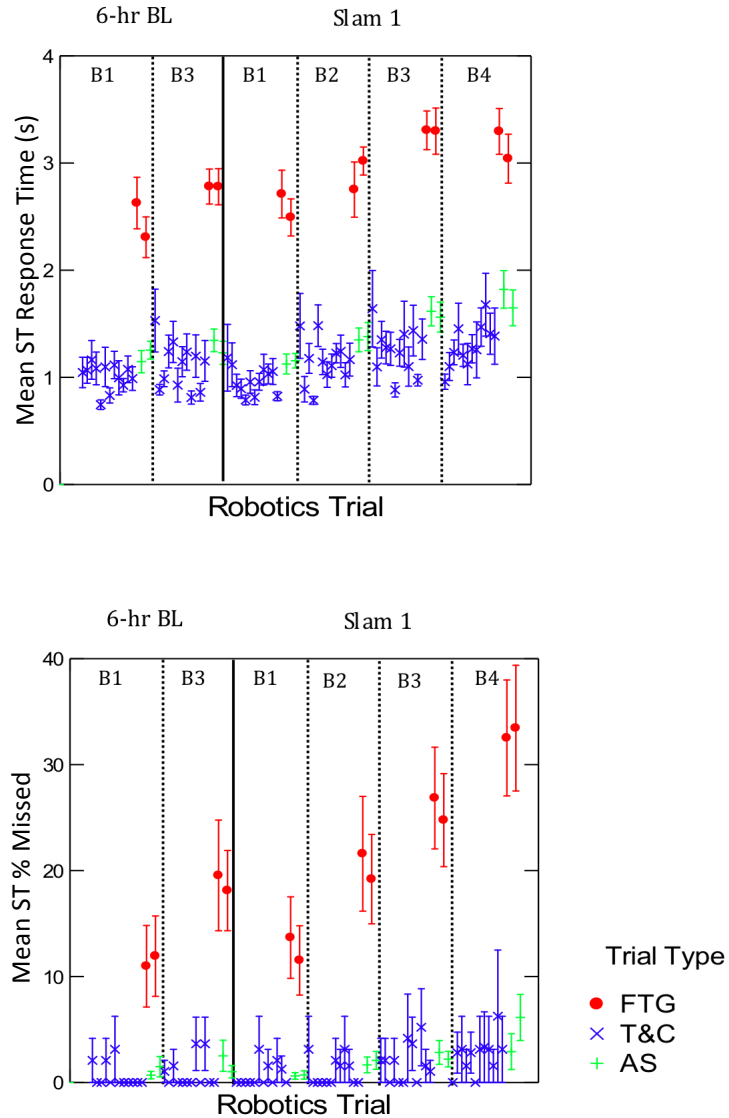 6-hr BL Slam 1
4 B1 B3 B1 B2 B3 B4
3
2
1
0
Mean ST Response Time (s)
Robotics Trial
6-hr BL Slam 1
40 B1 B3 B1 B2 B3 B4
30
20
10
0
Mean ST % Missed
Robotics Trial
Trial Type
FTG
T&C
AS